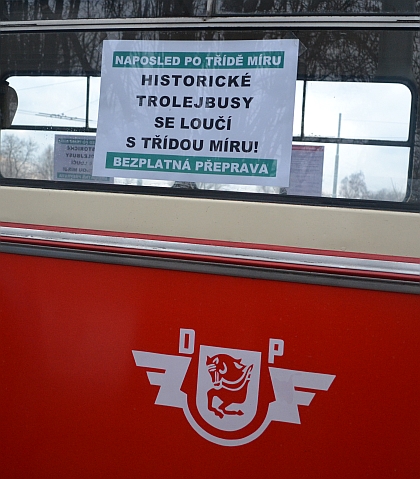 NAPOSLED PO TŘÍDĚ MÍRU
HISTORICKÉ
TROLEJBUSY
SE LOUČÍ
S TŘÍDOU MÍRU!
BEZPLATNÁ PŘEPRAVA
D P